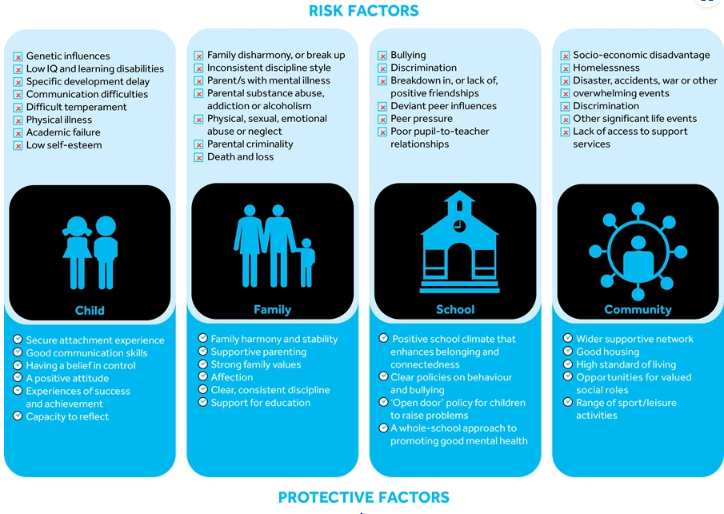 RISK FACTORS
Genetic influences
Low IQ and learning disabilities
Specific development delay
Communication difficulties
Difficult temperament
Physical illness
Academic failure
Low self-esteem
Family disharmony, or break up
Inconsistent discipline style
Parent/s with mental illness
Parental substance abuse,
addiction or alcoholism
Physical, sexual, emotional
abuse or neglect
Parental criminality
Death and loss
Bullying
Discrimination
Breakdown in, or lack of,
positive friendships
Deviant peer influences
Peer pressure
Poor pupil-to-teacher
relationships
Socio-economic disadvantage
Homelessness
Disaster, accidents, war or other
overwhelming events
Discrimination
Other significant life events
Lack of access to support
services
Child
Family
School
Community
Secure attachment experience
Good communication skills
Having a belief in control
A positive attitude
Experiences of success
and achievement
Capacity to reflect
Family harmony and stability
Supportive parenting
Strong family values
Affection
Clear, consistent discipline
Support for education
Positive school climate that
enhances belonging and
connectedness
Clear policies on behaviour
and bullying
'Open door' policy for children
to raise problems
A whole-school approach to
promoting good mental health
Wider supportive network
Good housing
High standard of living
Opportunities for valued
social roles
Range of sport/leisure
activities
PROTECTIVE FACTORS